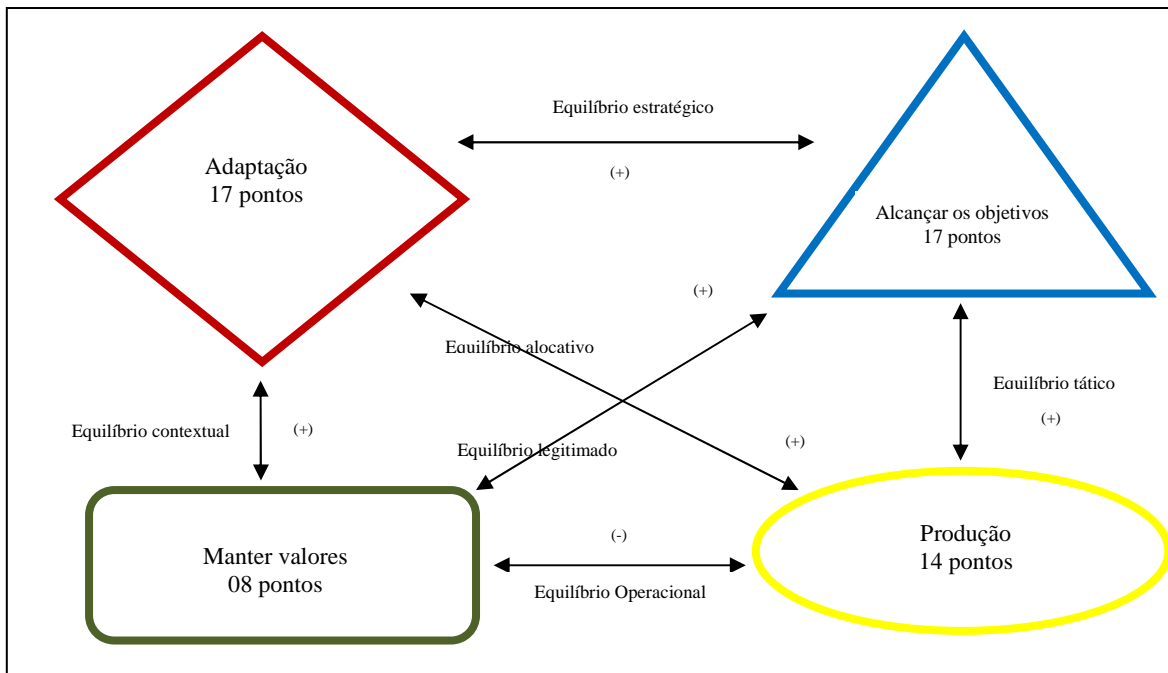 Equilíbrio estratégico
(+)
Adaptação
17 pontos
Alcançar os objetivos
17 pontos
(+)
Equilíbrio alocativo
Equilíbrio tático
(+)
Equilíbrio contextual
(+)
Equilíbrio legitimado
(+)
(-)
Manter valores
08 pontos
Produção
14 pontos
Equilíbrio Operacional